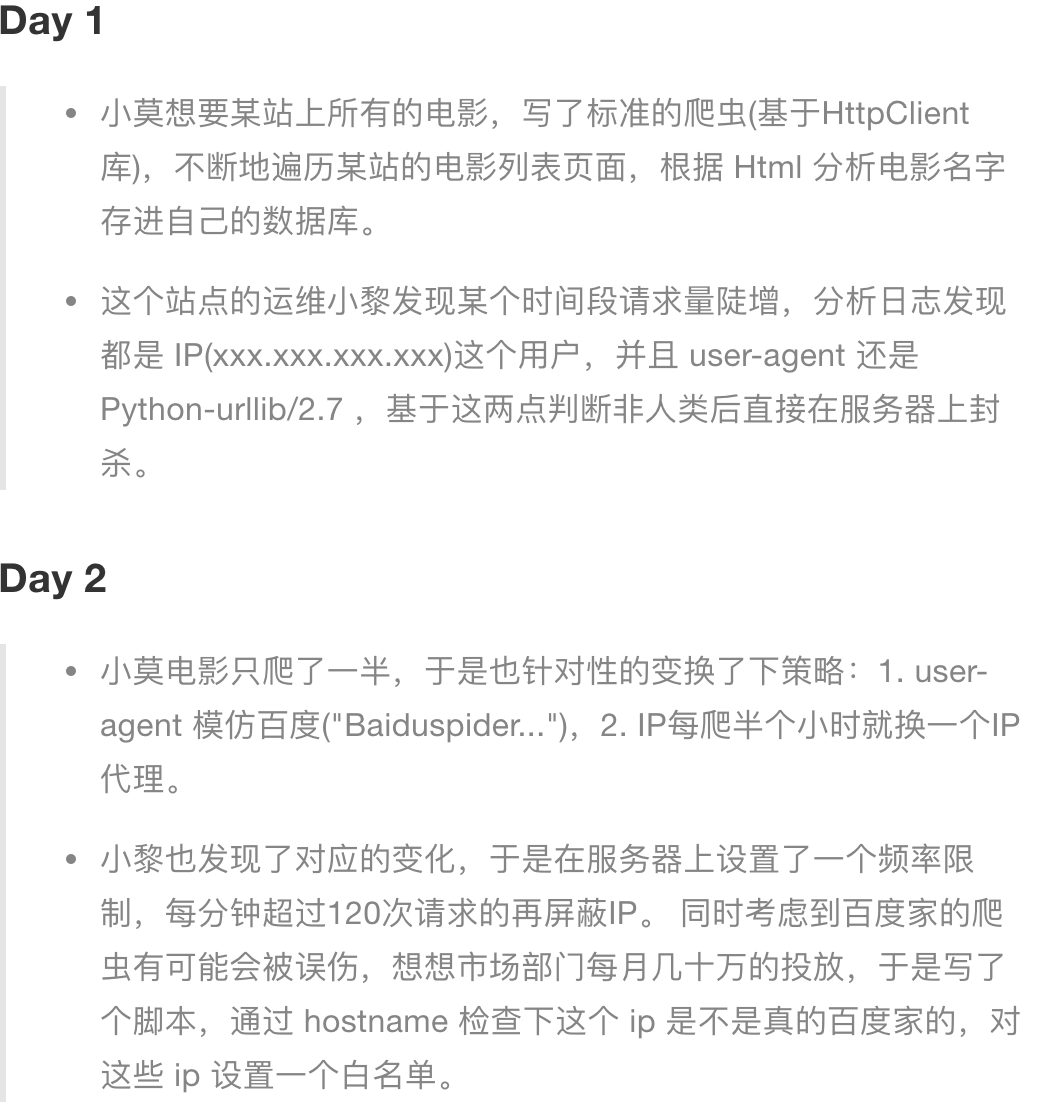 Day 1
小莫想要某站上所有的电影，写了标准的爬虫(基于HttpClient
库)，不断地遍历某站的电影列表页面，根据 Html 分析电影名字
存进自己的数据库。
这个站点的运维小黎发现某个时间段请求量陡增，分析日志发现
都是 IP(xxx.xxx.xxx.xxx)这个用户，并且 user-agent 还是
Python-urllib/2.7 ，基于这两点判断非人类后直接在服务器上封
杀。
Day 2
小莫电影只爬了一半，于是也针对性的变换了下策略：1. user-
agent 模仿百度("Baiduspider...")，2. IP每爬半个小时就换一个IP
代理。
小黎也发现了对应的变化，于是在服务器上设置了一个频率限
制，每分钟超过120次请求的再屏蔽IP。 同时考虑到百度家的爬
虫有可能会被误伤，想想市场部门每月几十万的投放，于是写了
个脚本，通过 hostname 检查下这个 ip 是不是真的百度家的，对
这些 ip 设置一个白名单。